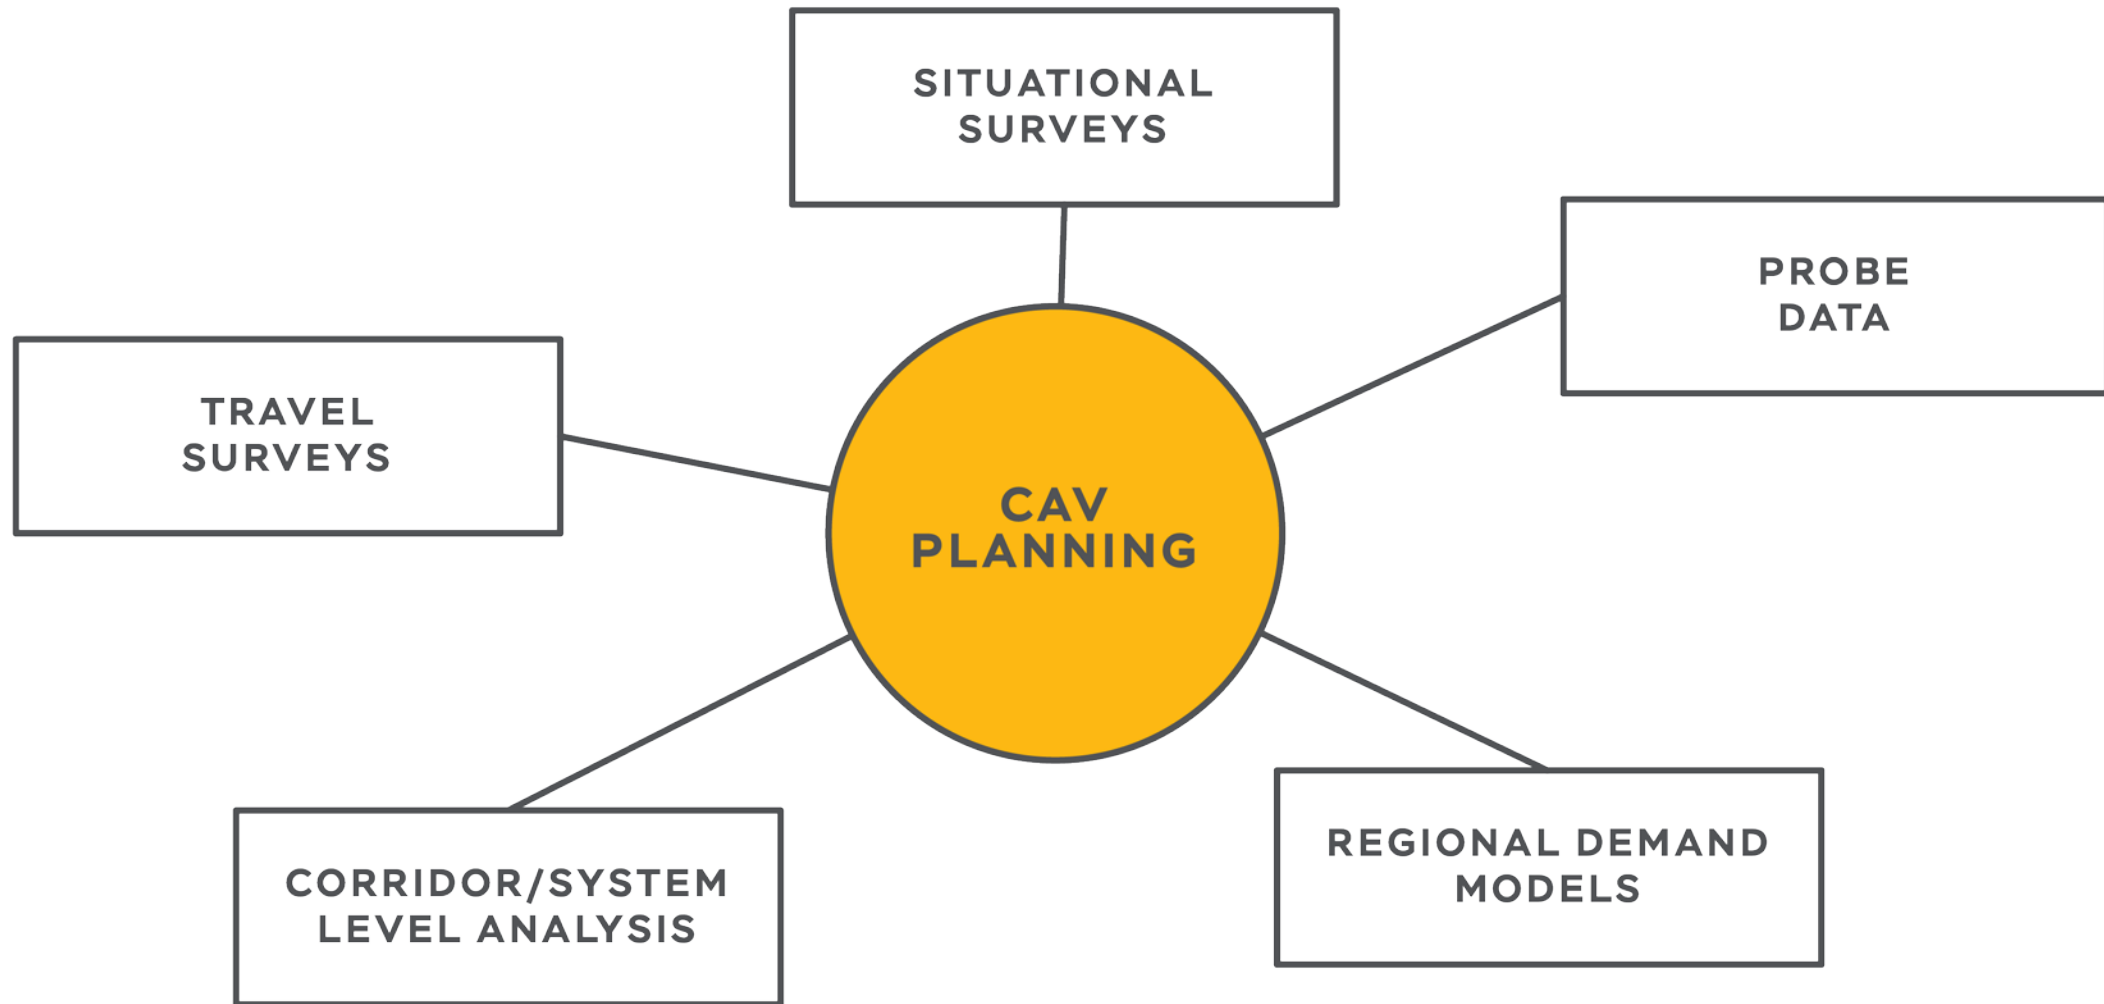 SITUATIONAL
SURVEYS
PROBE
DATA
TRAVEL
SURVEYS
CAV
PLANNING
REGIONAL DEMAND
MODELS
CORRIDOR/SYSTEM
LEVEL ANALYSIS